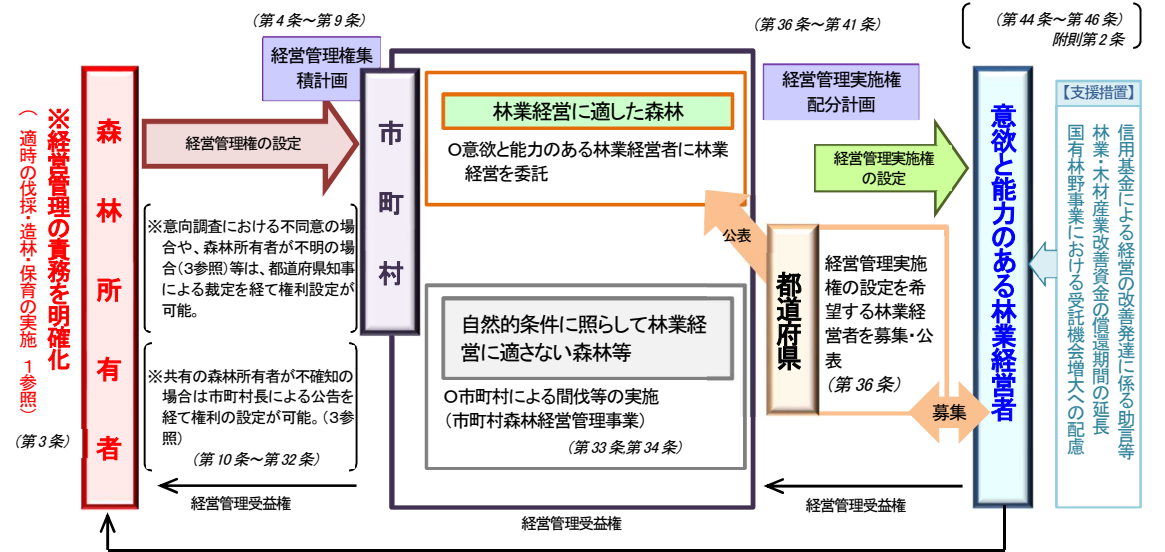 (第４条～第９条)
(第36条～第41条)
(第44条～第46条)
附則第２条
※経営管理の責務を明確化
(適時の伐採・造林・保育の実施 １参照)
(第３条)
森林所有者
経営管理権集
積計画
経営管理権の設定
※意向調査における不同意の場
合や、森林所有者が不明の場
合(３参照)等は、都道府県知事
による裁定を経て権利設定が
可能。
※共有の森林所有者が不確知の
場合は市町村長による公告を
経て権利の設定が可能。(３参
照)
(第10条～第32条)
経営管理受益権
市町村
林業経営に適した森林
○意欲と能力のある林業経営者に林業
経営を委託
自然的条件に照らして林業経
営に適さない森林等
○市町村による間伐等の実施
(市町村森林経営管理事業)
(第33条,第34条)
経営管理受益権
経営管理実施権
配分計画
経営管理実施権
の設定
公表
都道府県
経営管理実施
権の設定を希
望する林業経
営者を募集・公
表
(第36条)
募集
経営管理受益権
意欲と能力のある林業経営者
【支援措置】
信用基金による経営の改善発達に係る助言等
林業・木材産業改善資金の償還期間の延長
国有林野事業における受託機会増大への配慮